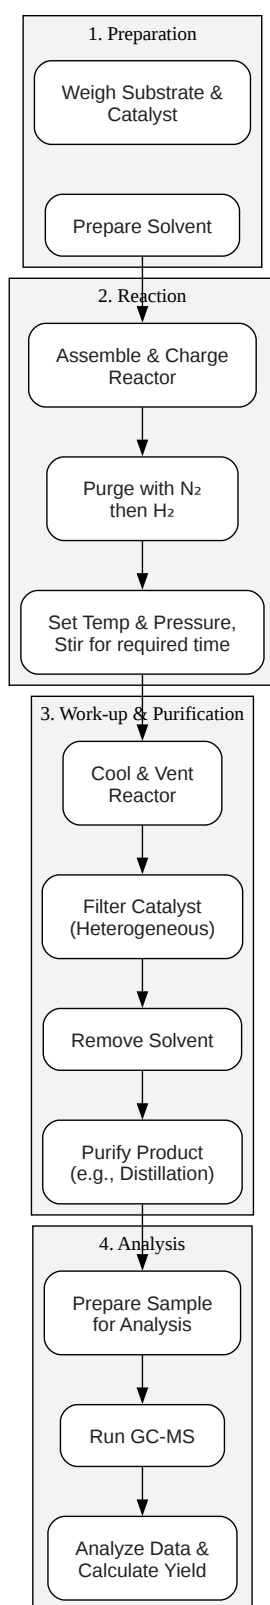 1. Preparation
Weigh Substrate &
Catalyst
Prepare Solvent
2. Reaction
Assemble & Charge
Reactor
Purge with N₂
then H₂
Set Temp & Pressure,
Stir for required time
3. Work-up & Purification
Cool & Vent
Reactor
Filter Catalyst
(Heterogeneous)
Remove Solvent
Purify Product
(e.g., Distillation)
4. Analysis
Prepare Sample
for Analysis
Run GC-MS
Analyze Data &
Calculate Yield